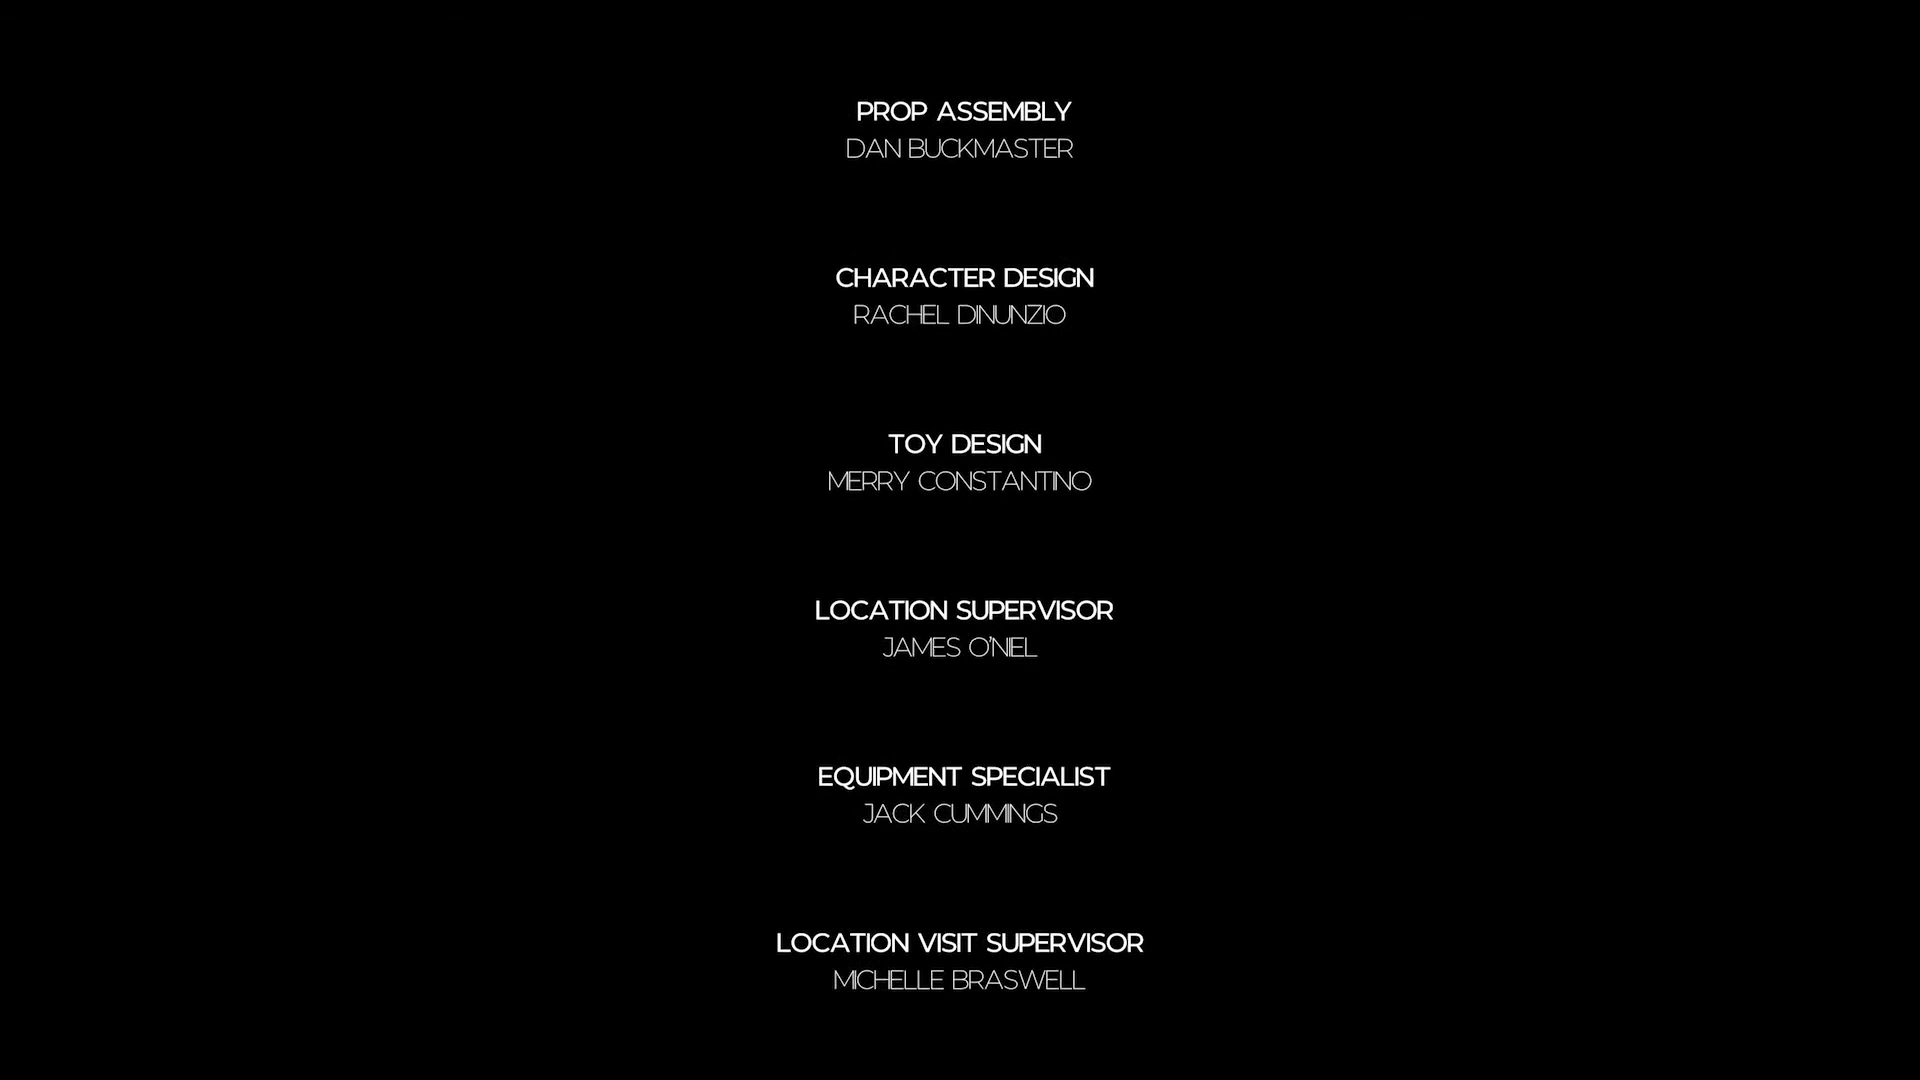 PROP ASSEMBLY
DAN BUCKMASTER
CHARACTER DESIGN
RACHEL DINUNZIO
TOY DESIGN
MERRY CONSTANTINO
LOCATION SUPERVISOR
JAMES O'NIEL
EQUIPMENT SPECIALIST
JACK CUMMINGS
LOCATION VISIT SUPERVISOR
MICHELLE BRASWELL